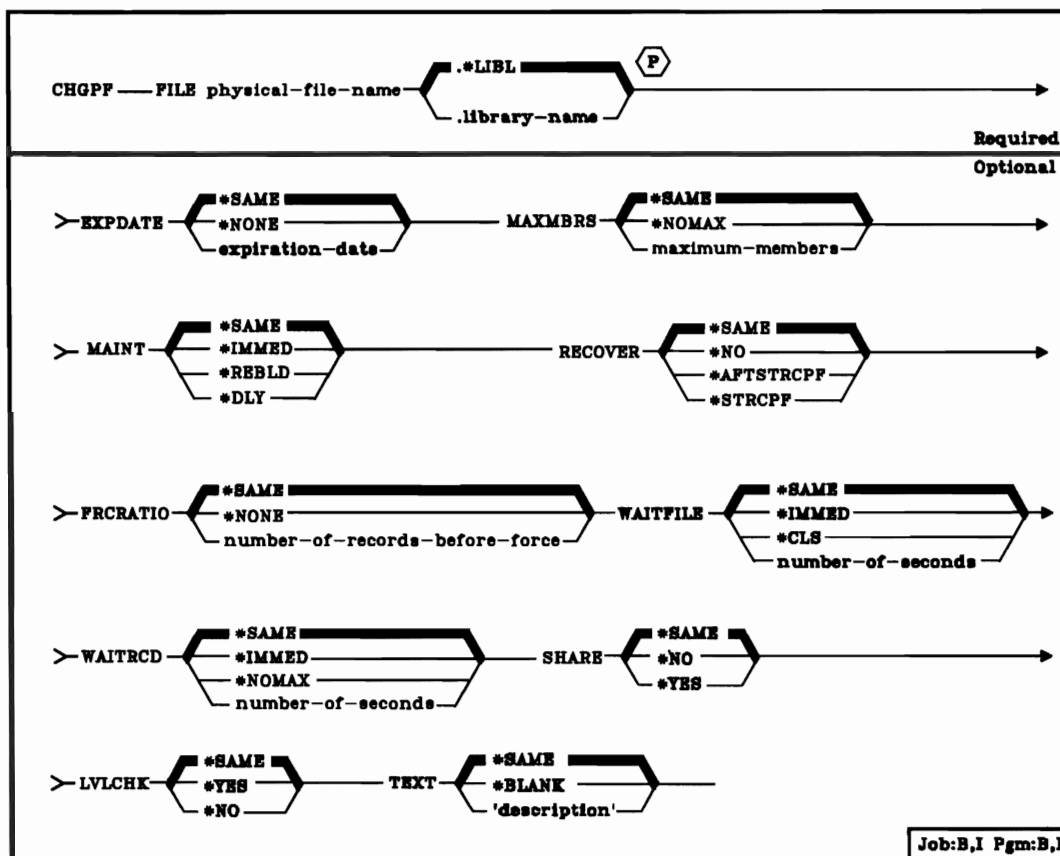 .*LIBL
P
CHGPF FILE physical-file-name
.library-name
Required
Optional
*SAME
EXPDATE *NONE
expiration-date
*SAME
MAXMBRS *NOMAX
maximum-members
*SAME
MAINT *IMMED
*REBLD
*DLY
*SAME
RECOVER *NO
*AFTSTRCPF
*STRCPF
*SAME
FRCRATIO *NONE
number-of-records-before-force
*SAME
WAITFILE *IMMED
*CLS
number-of-seconds
*SAME
WAITRCD *IMMED
*NOMAX
number-of-seconds
*SAME
SHARE *NO
*YES
*SAME
LVLCHK *YES
*NO
*SAME
TEXT *BLANK
'description'
Job:B,I Pgm:B,